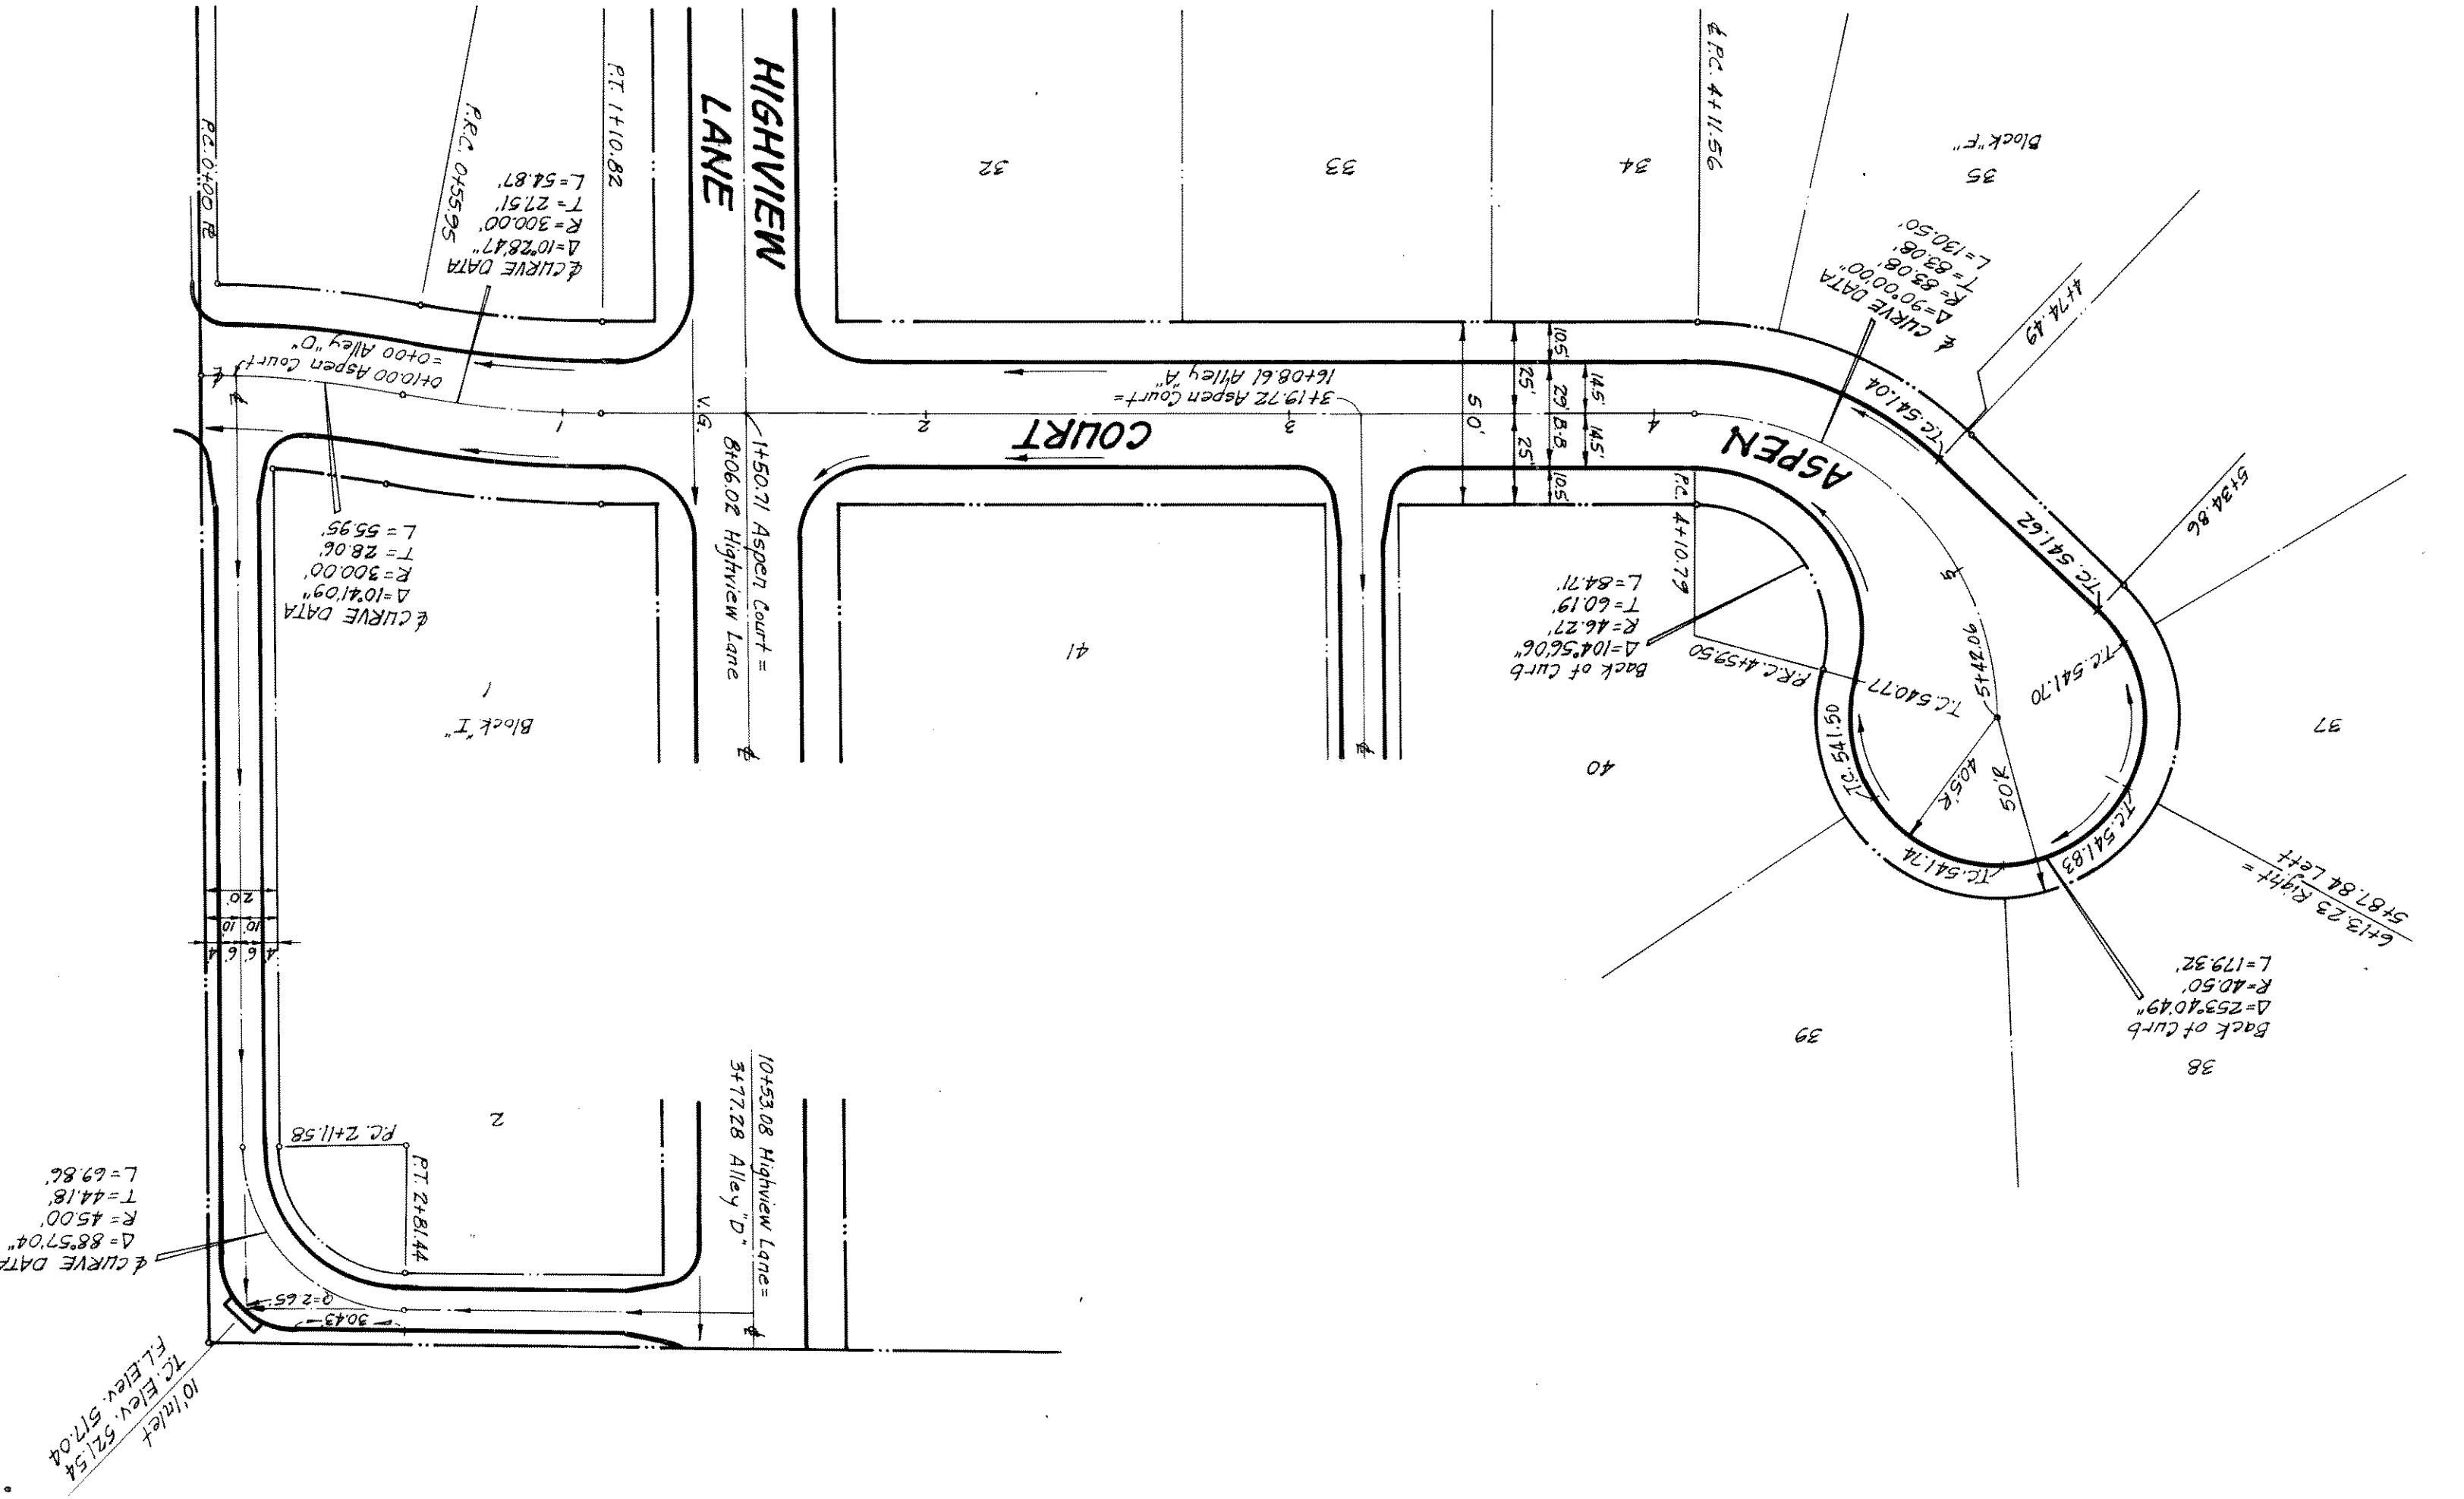 HIGHVIEW
LANE
ASPEN
COURT
P.C. 0+00 ℞
P.R.C. 0+55.95
P.T. 1+10.82
℄ CURVE DATA
Δ=10°28'47"
R=300.00'
T=27.51'
L=54.87'
0+10.00 Aspen Court
=0+00 Alley "D"
℄
℄
℄ CURVE DATA
Δ=10°41'09"
R=300.00'
T=28.06'
L=55.95'
V.G.
1+50.71 Aspen Court =
8+06.02 Highview Lane
℄
1
2
3
4
5
3+19.72 Aspen Court=
16+08.61 Alley "A"
℄
32
33
34
35
Block "F"
℄ P.C. 4+11.56
10.5'
25'
14.5'
50'
29' B-B
25'
14.5'
10.5'
P.C. 4+10.79
℄ CURVE DATA
Δ=90°00'00"
R=83.08'
T=83.08'
L=130.50'
4+74.49
T.C. 541.04
5+34.86
T.C. 541.62
T.C. 541.70
5+42.06
Back of Curb
Δ=104°56'06"
R=46.27'
T=60.19'
L=84.71'
P.R.C. 4+59.50
T.C. 540.77
T.C. 541.50
40.5'R
50'R
T.C. 541.74
T.C. 541.83
6+13.23 Right =
5+87.84 Left
Back of Curb
Δ=253°40'49"
R=40.50'
L=179.32'
37
38
39
40
41
Block "I"
1
2
20'
10'
10'
4'
6'
6'
4'
P.C. 2+11.58
P.T. 2+81.44
℄ CURVE DATA
Δ=88°57'04"
R=45.00'
T=44.18'
L=69.86'
10+53.08 Highview Lane=
3+77.28 Alley "D"
℄
Q=2.65
30.43
10' Inlet
T.C. Elev. 521.54
F.L. Elev. 517.04